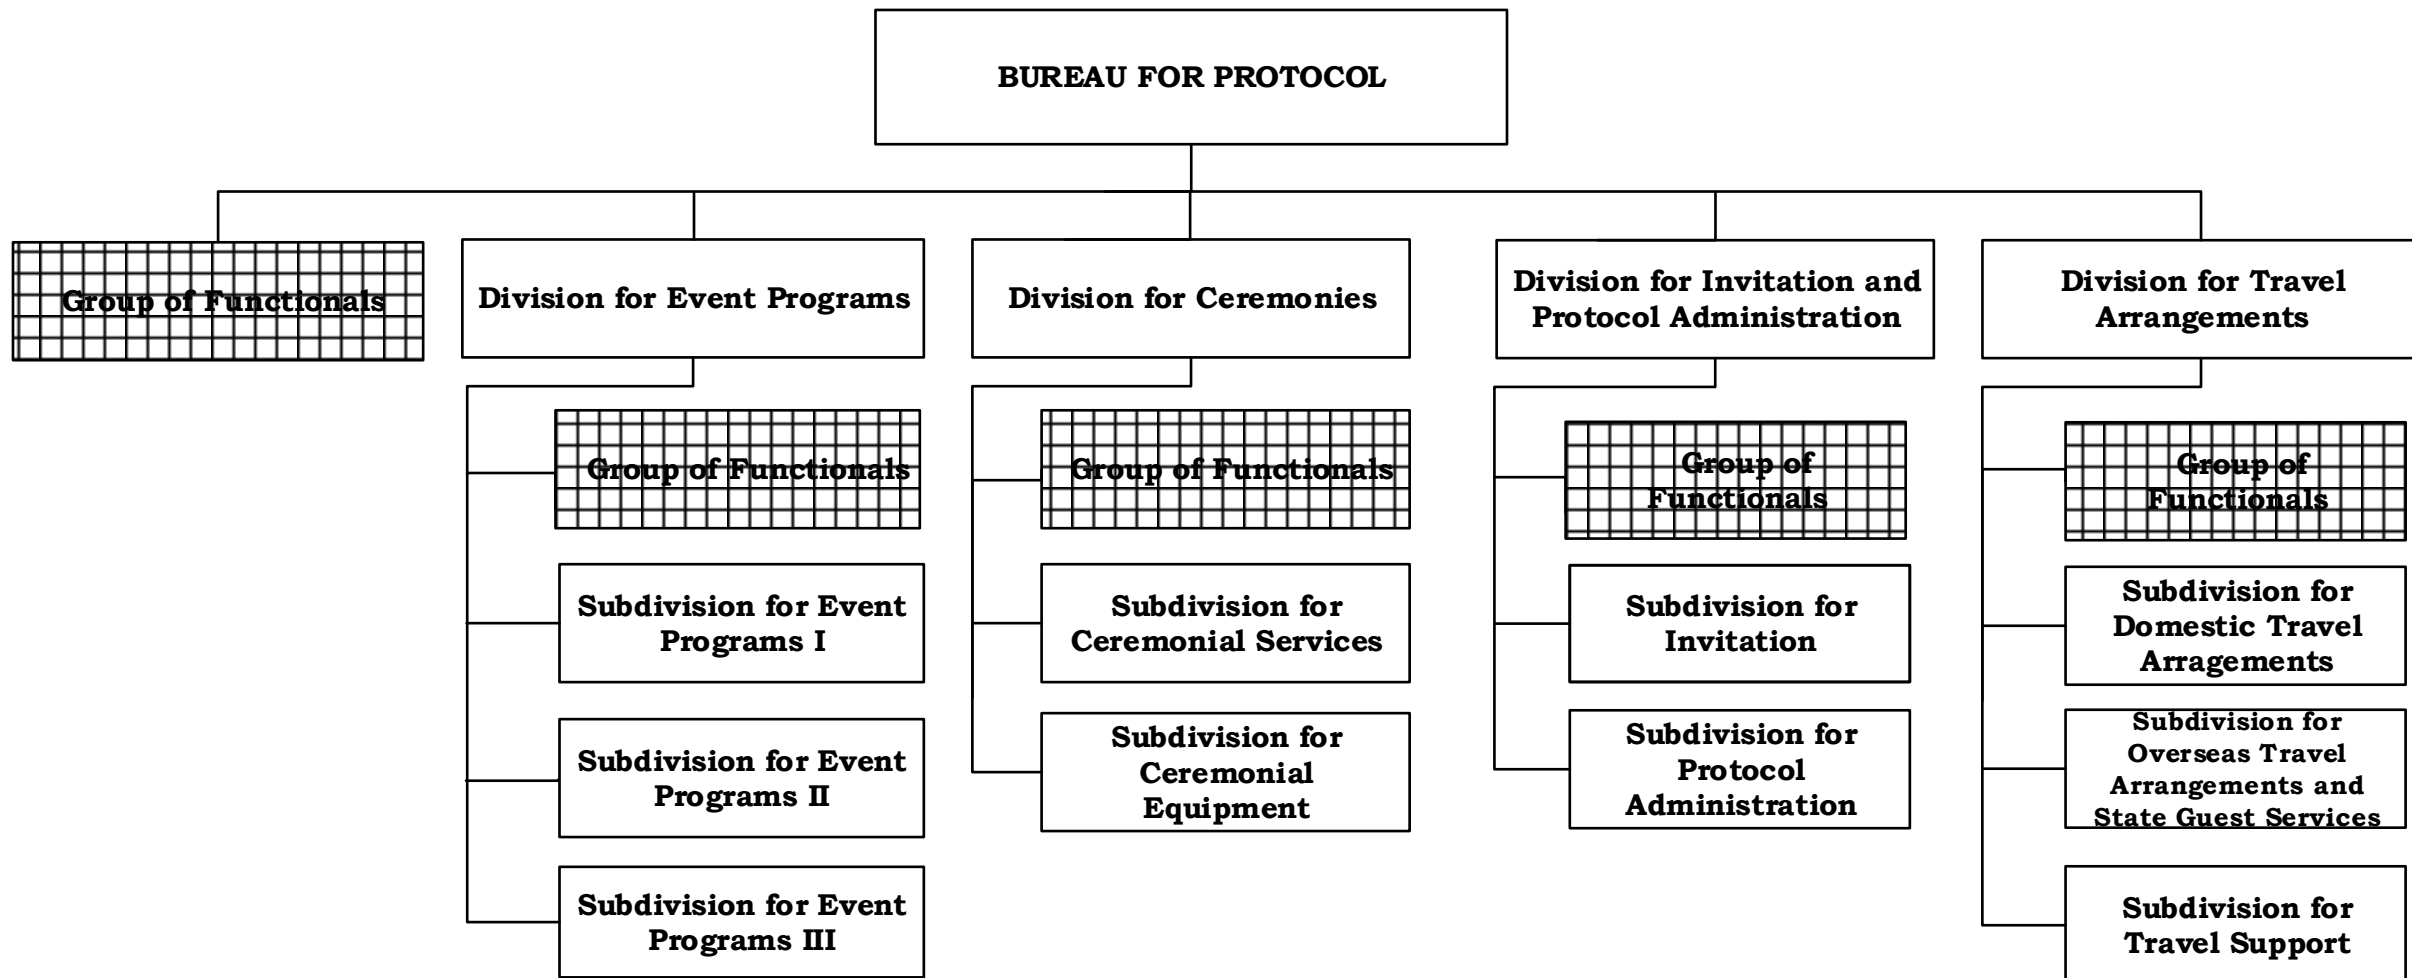 BUREAU FOR PROTOCOL
Group of Functionals
Division for Event Programs
Division for Ceremonies
Division for Invitation and
Protocol Administration
Division for Travel
Arrangements
Group of Functionals
Subdivision for Event
Programs I
Subdivision for Event
Programs II
Subdivision for Event
Programs III
Group of Functionals
Subdivision for
Ceremonial Services
Subdivision for
Ceremonial
Equipment
Group of
Functionals
Subdivision for
Invitation
Subdivision for
Protocol
Administration
Group of
Functionals
Subdivision for
Domestic Travel
Arragements
Subdivision for
Overseas Travel
Arrangements and
State Guest Services
Subdivision for
Travel Support